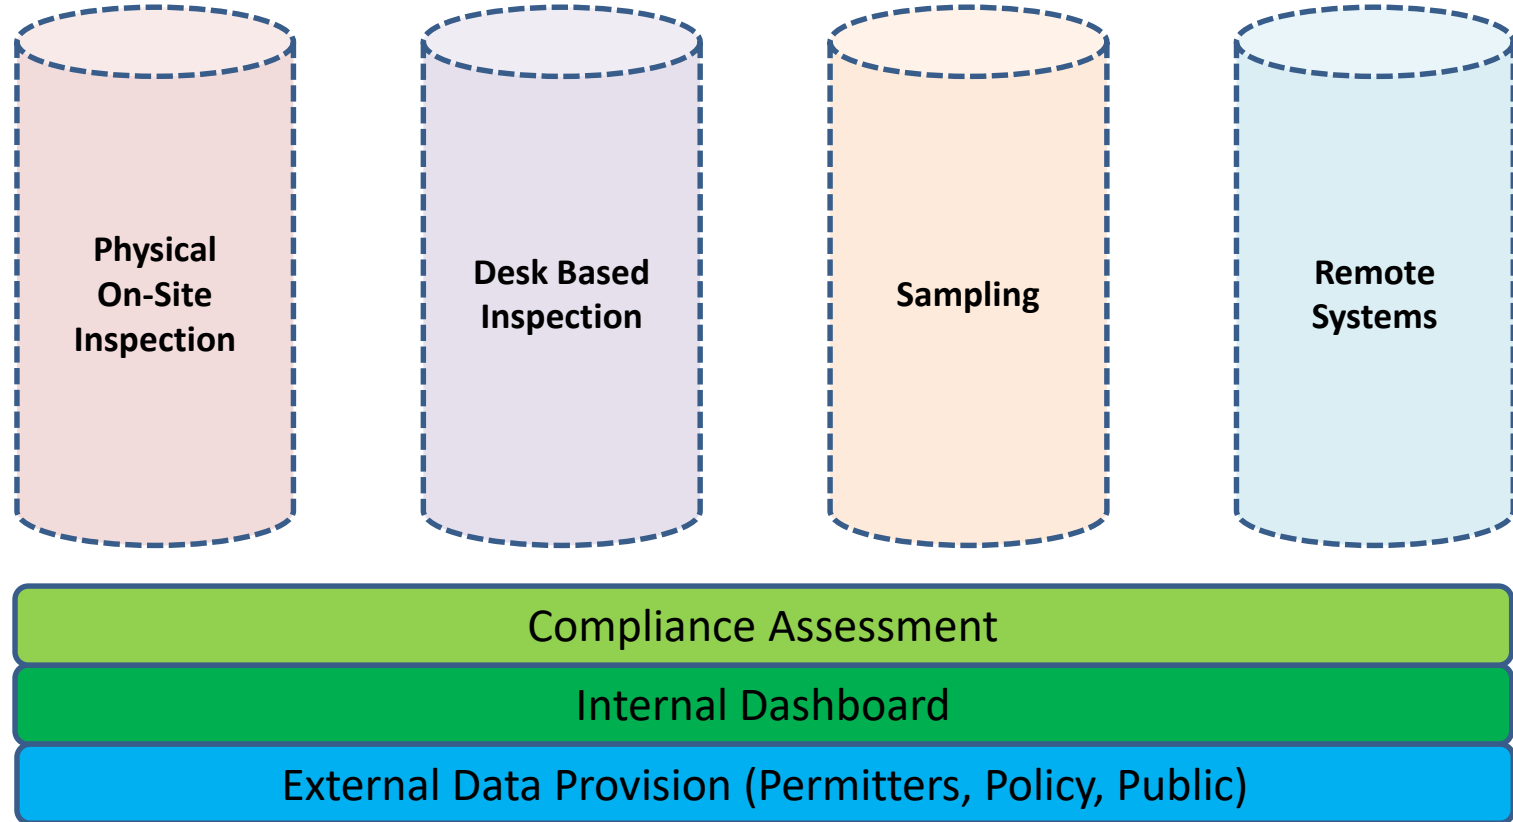 Physical
On-Site
Inspection
Desk Based
Inspection
Sampling
Remote
Systems
Compliance Assessment
Internal Dashboard
External Data Provision (Permitters, Policy, Public)